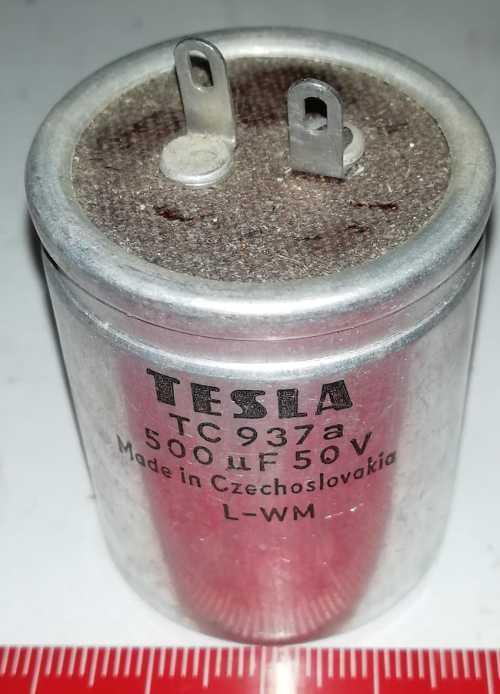 TESLA
TC 937a
500 µF 50 V
Made in Czechoslovakia
L-WM